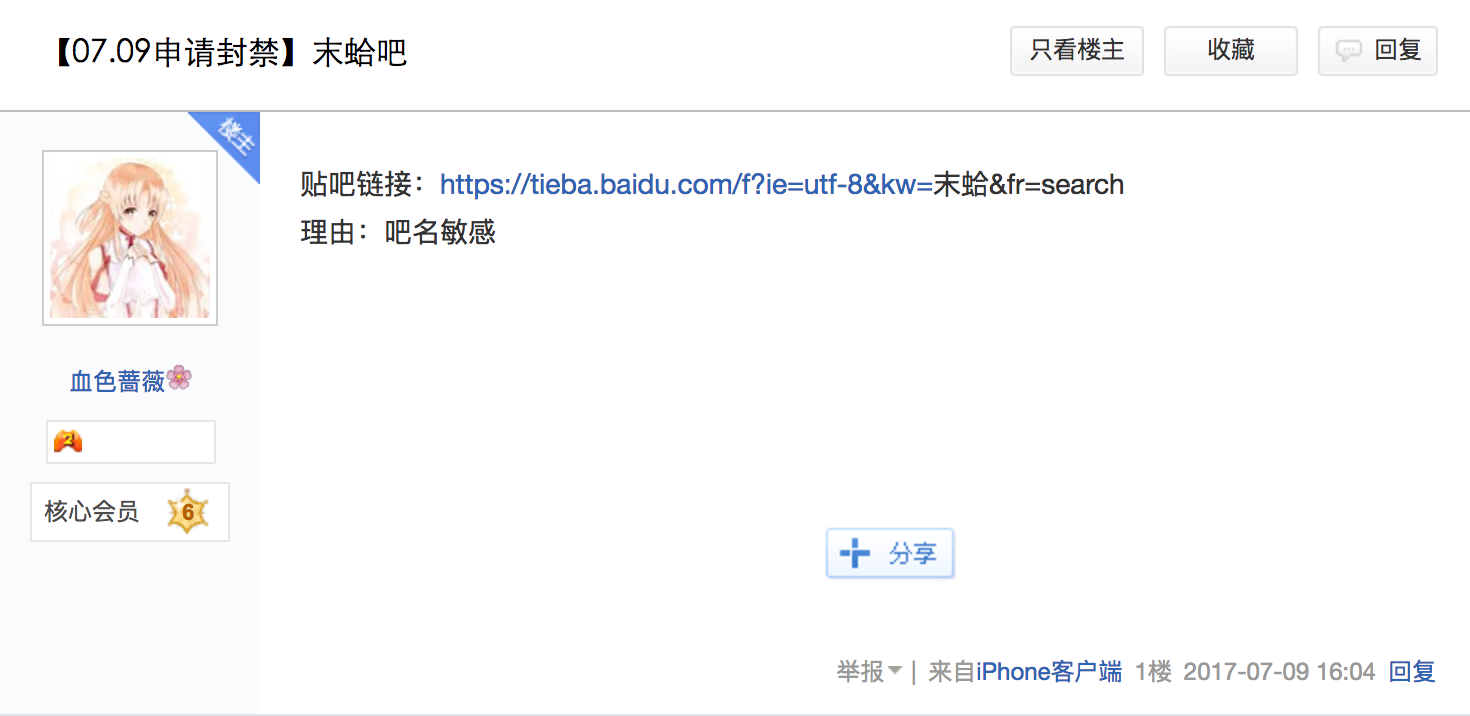 【07.09申请封禁】末蛤吧
只看楼主
收藏
回复
楼主
贴吧链接：https://tieba.baidu.com/f?ie=utf-8&kw=末蛤&fr=search
理由：吧名敏感
血色蔷薇
2
核心会员 6
分享
举报 | 来自iPhone客户端 1楼 2017-07-09 16:04 回复